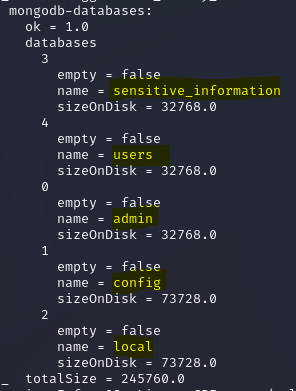 mongodb-databases:
ok = 1.0
databases
3
empty = false
name = sensitive_information
sizeOnDisk = 32768.0
4
empty = false
name = users
sizeOnDisk = 32768.0
0
empty = false
name = admin
sizeOnDisk = 32768.0
1
empty = false
name = config
sizeOnDisk = 73728.0
2
empty = false
name = local
sizeOnDisk = 73728.0
_ totalSize = 245760.0